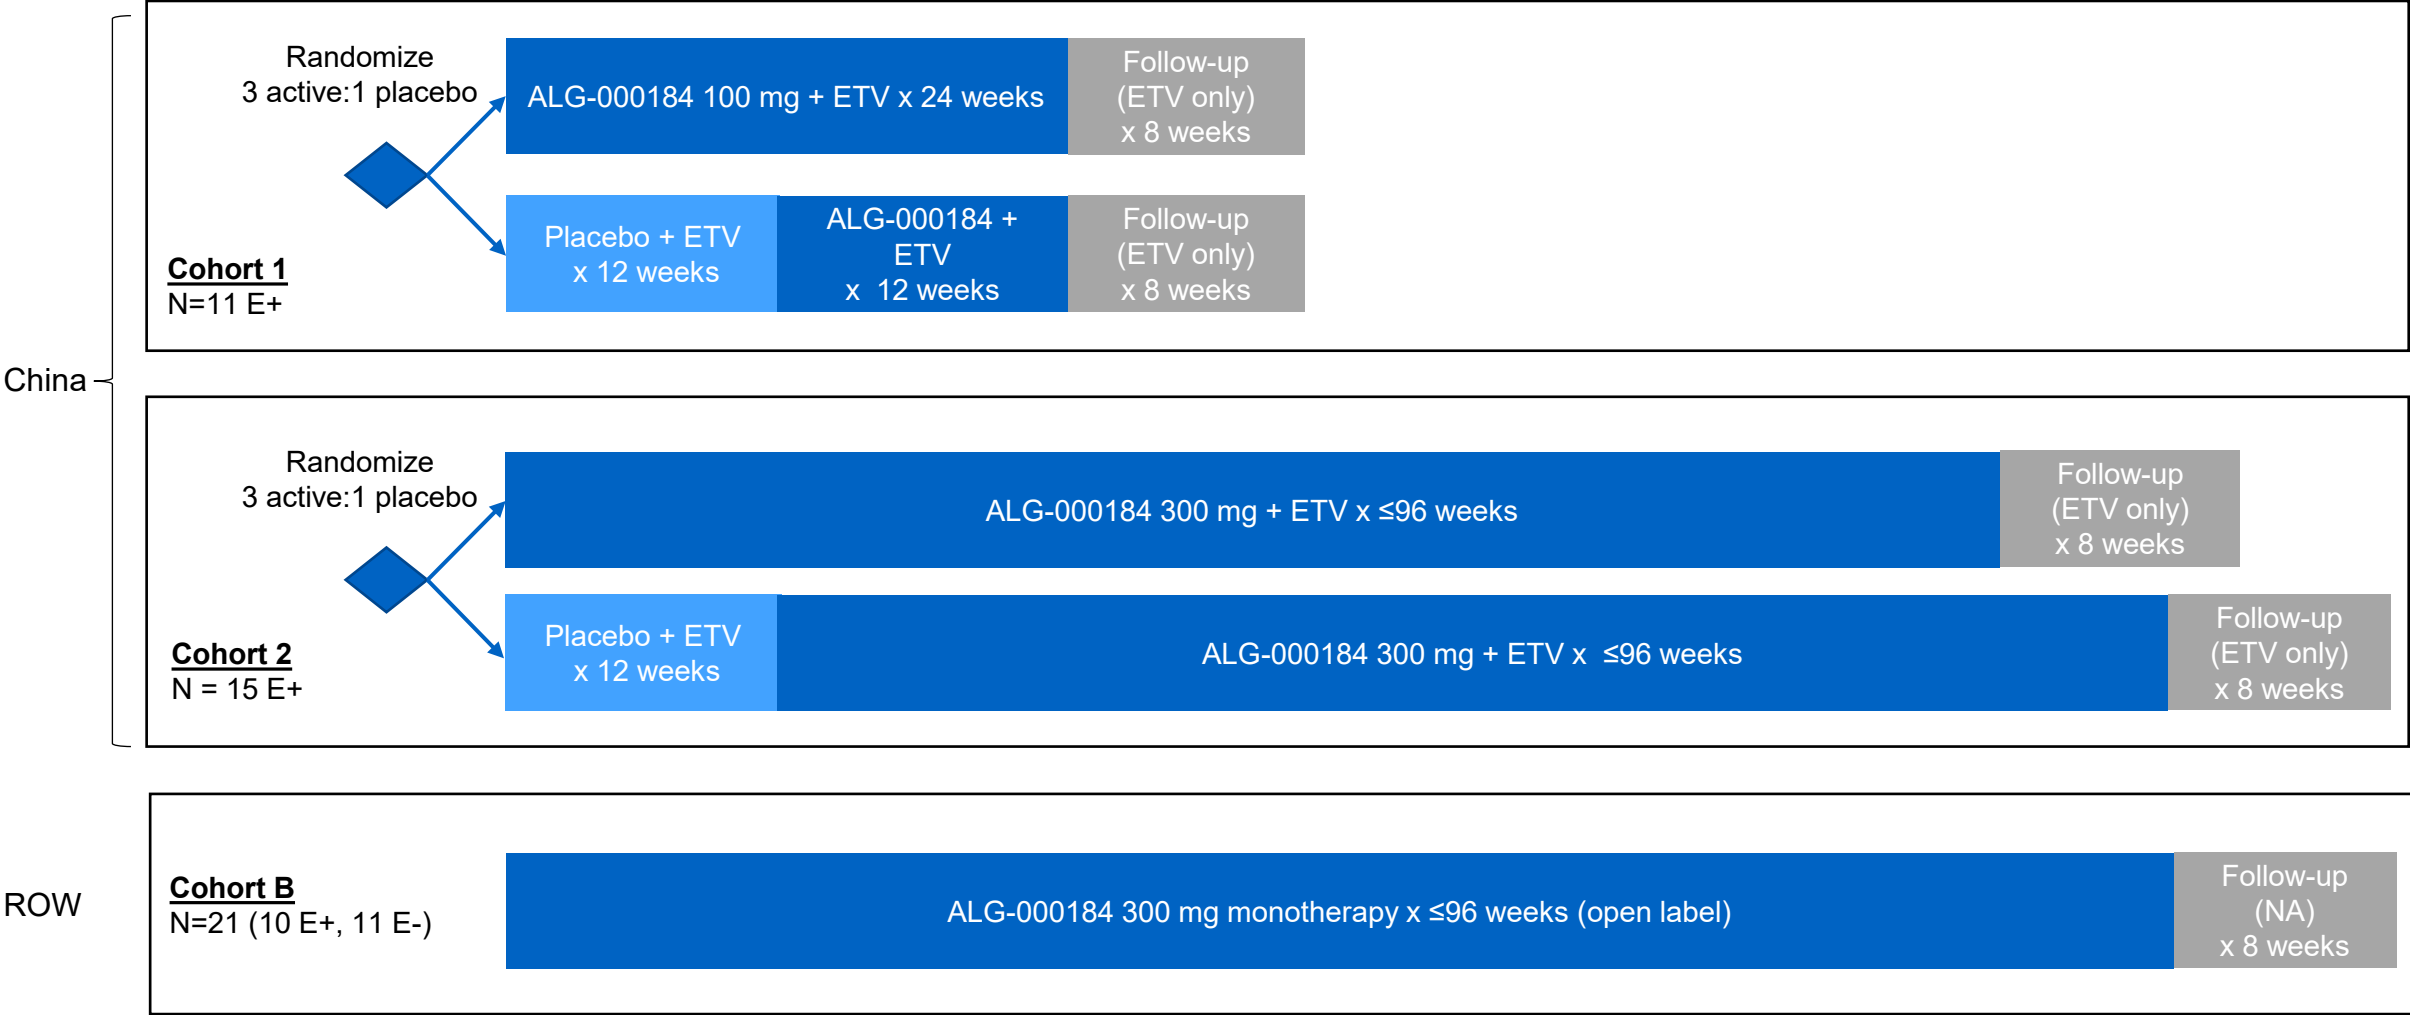 China
Randomize
3 active:1 placebo
ALG-000184 100 mg + ETV x 24 weeks
Follow-up
(ETV only)
x 8 weeks
Placebo + ETV
x 12 weeks
ALG-000184 +
ETV
x  12 weeks
Follow-up
(ETV only)
x 8 weeks
Cohort 1
N=11 E+
Randomize
3 active:1 placebo
ALG-000184 300 mg + ETV x ≤96 weeks
Follow-up
(ETV only)
x 8 weeks
Placebo + ETV
x 12 weeks
ALG-000184 300 mg + ETV x  ≤96 weeks
Follow-up
(ETV only)
x 8 weeks
Cohort 2
N = 15 E+
ROW
Cohort B
N=21 (10 E+, 11 E-)
ALG-000184 300 mg monotherapy x ≤96 weeks (open label)
Follow-up
(NA)
x 8 weeks